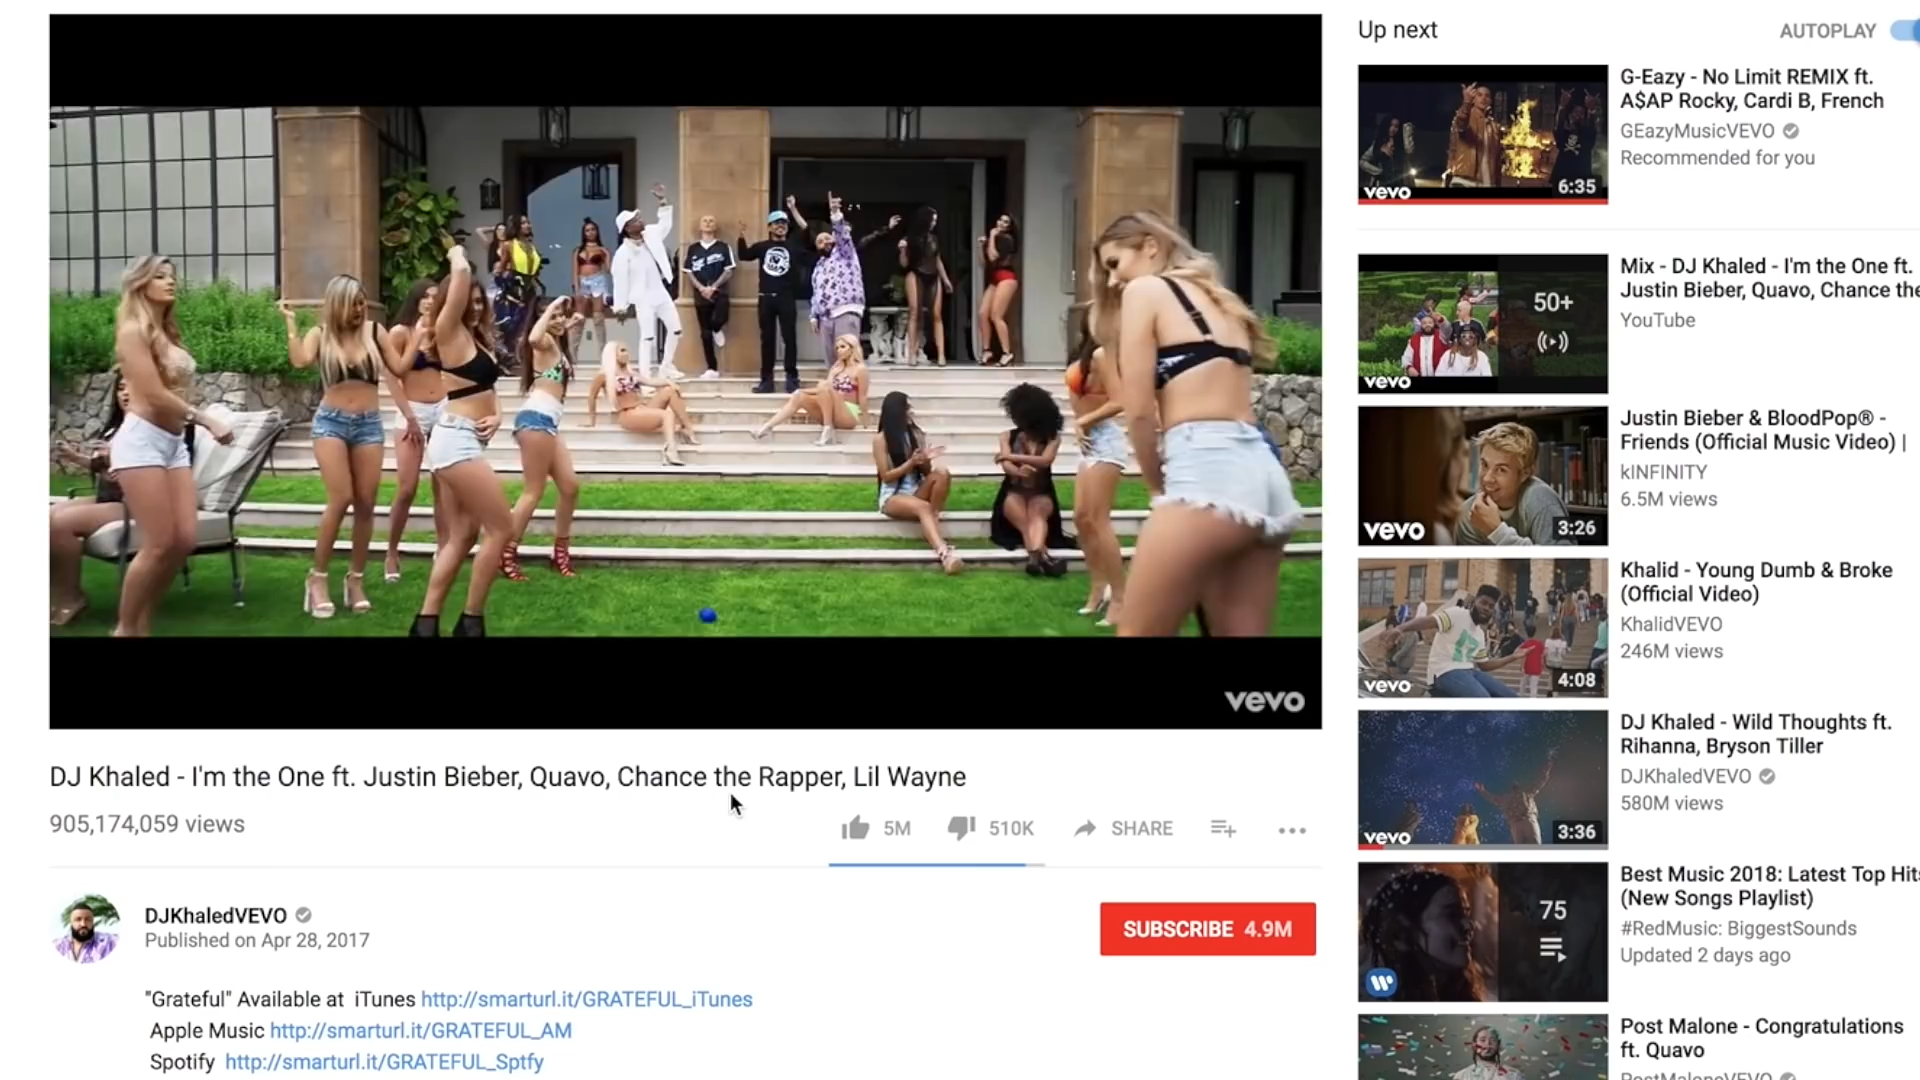 vevo
DJ Khaled - I'm the One ft. Justin Bieber, Quavo, Chance the Rapper, Lil Wayne
905,174,059 views
5M
510K
SHARE
DJKhaledVEVO
Published on Apr 28, 2017
SUBSCRIBE 4.9M
"Grateful" Available at iTunes http://smarturl.it/GRATEFUL_iTunes
Apple Music http://smarturl.it/GRATEFUL_AM
Spotify http://smarturl.it/GRATEFUL_Sptfy
Up next
AUTOPLAY
vevo
6:35
G-Eazy - No Limit REMIX ft.
A$AP Rocky, Cardi B, French
GEazyMusicVEVO
Recommended for you
vevo
50+
Mix - DJ Khaled - I'm the One ft.
Justin Bieber, Quavo, Chance the
YouTube
vevo
3:26
Justin Bieber & BloodPop® -
Friends (Official Music Video) |
kINFINITY
6.5M views
vevo
4:08
Khalid - Young Dumb & Broke
(Official Video)
KhalidVEVO
246M views
vevo
3:36
DJ Khaled - Wild Thoughts ft.
Rihanna, Bryson Tiller
DJKhaledVEVO
580M views
75
Best Music 2018: Latest Top Hits
(New Songs Playlist)
#RedMusic: BiggestSounds
Updated 2 days ago
Post Malone - Congratulations
ft. Quavo
PostMaloneVEVO